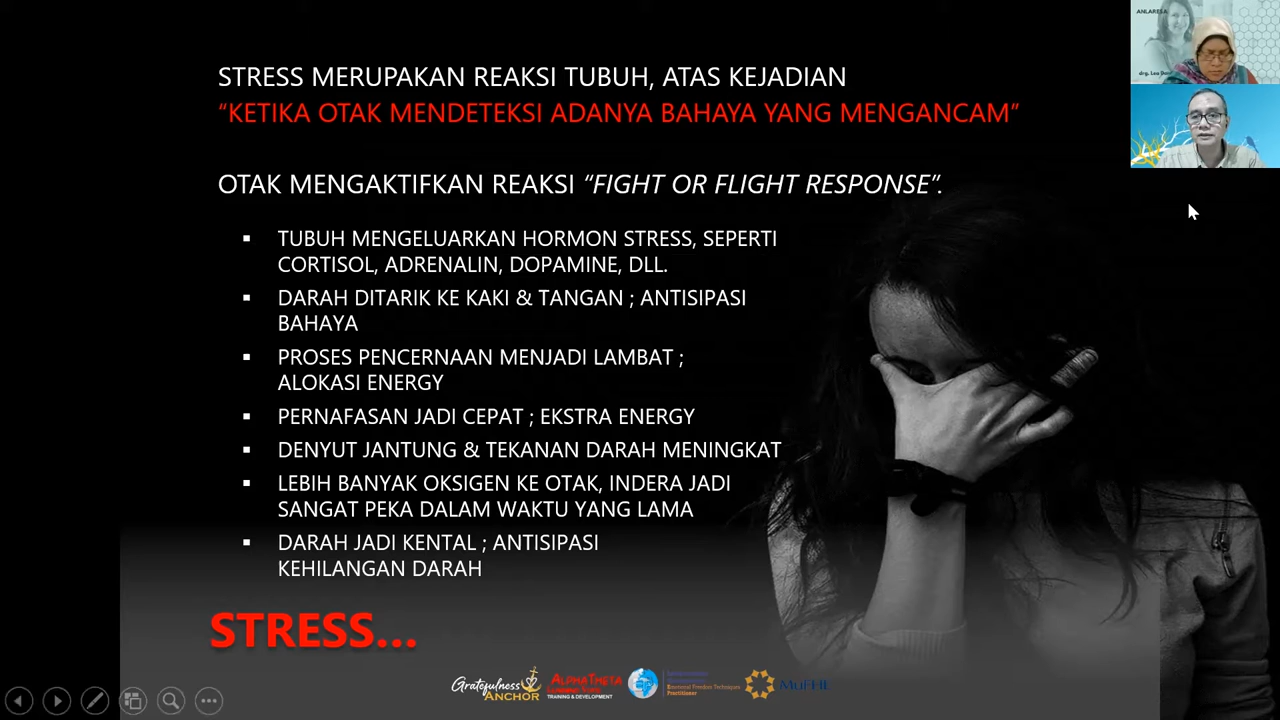 STRESS MERUPAKAN REAKSI TUBUH, ATAS KEJADIAN
“KETIKA OTAK MENDETEKSI ADANYA BAHAYA YANG MENGANCAM”
OTAK MENGAKTIFKAN REAKSI “FIGHT OR FLIGHT RESPONSE”.
▪ TUBUH MENGELUARKAN HORMON STRESS, SEPERTI
CORTISOL, ADRENALIN, DOPAMINE, DLL.
▪ DARAH DITARIK KE KAKI & TANGAN ; ANTISIPASI
BAHAYA
▪ PROSES PENCERNAAN MENJADI LAMBAT ;
ALOKASI ENERGY
▪ PERNAFASAN JADI CEPAT ; EKSTRA ENERGY
▪ DENYUT JANTUNG & TEKANAN DARAH MENINGKAT
▪ LEBIH BANYAK OKSIGEN KE OTAK, INDERA JADI
SANGAT PEKA DALAM WAKTU YANG LAMA
▪ DARAH JADI KENTAL ; ANTISIPASI
KEHILANGAN DARAH
STRESS...
Gratefulness
ANCHOR
ALPHATHETA
TRAINING & DEVELOPMENT
Emotional Freedom Techniques
Practitioner